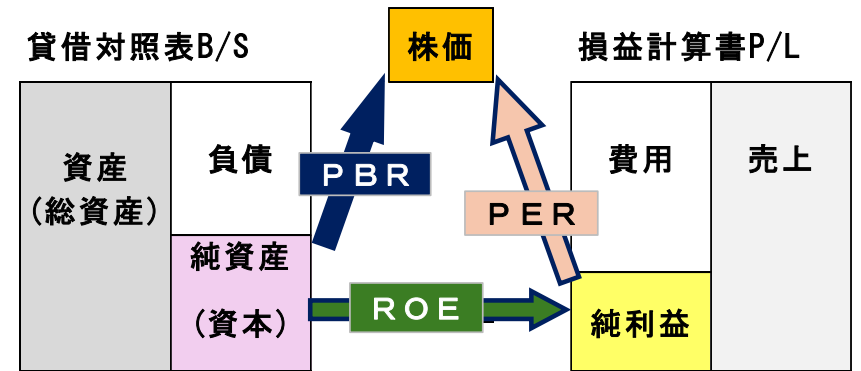 貸借対照表B/S
株価
損益計算書P/L
資産
(総資産)
負債
純資産
(資本)
PBR
PER
ROE
費用
売上
純利益